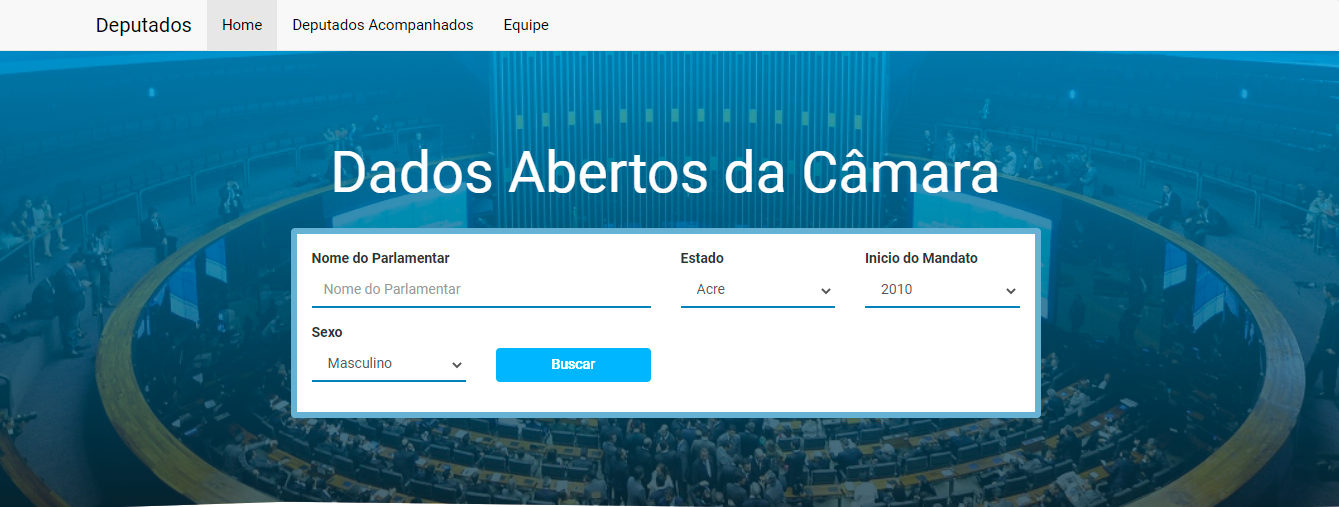 Deputados Home Deputados Acompanhados Equipe
Dados Abertos da Câmara
Nome do Parlamentar Estado Inicio do Mandato
Nome do Parlamentar Acre 2010
Sexo
Masculino Buscar